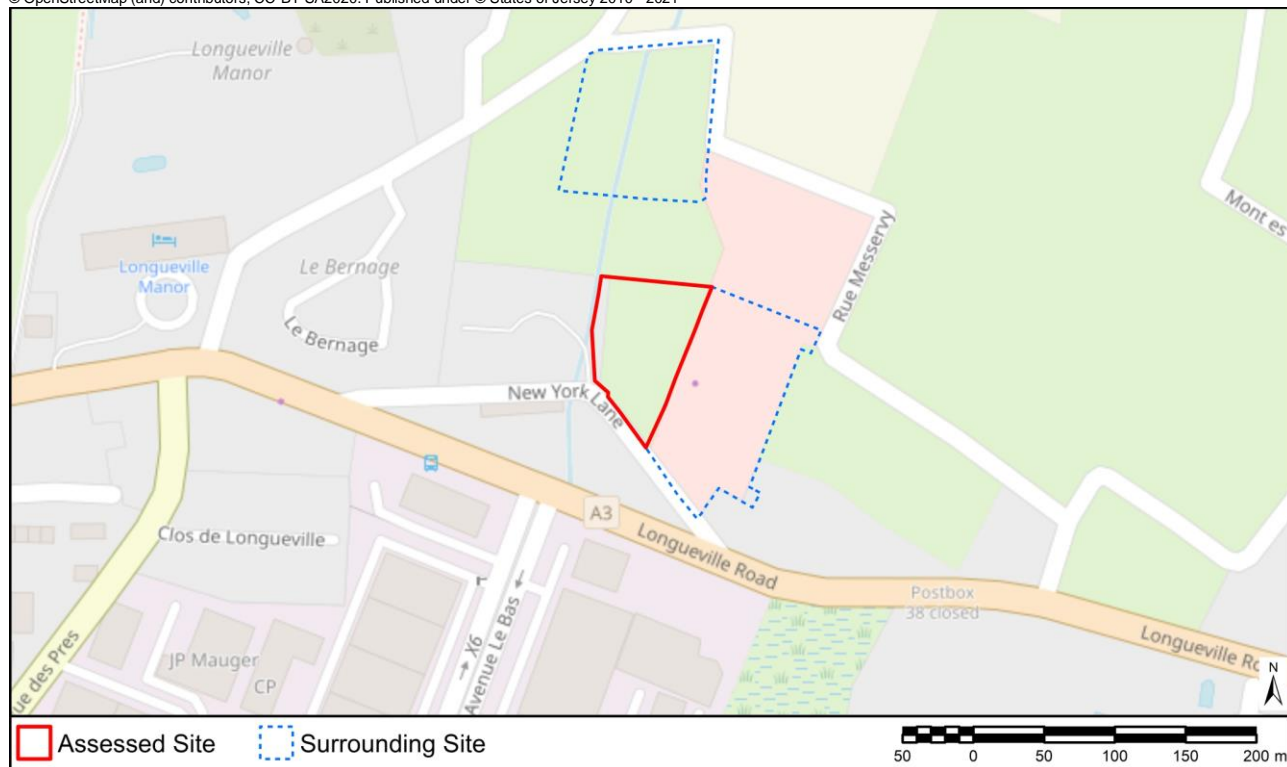 © OpenStreetMap (and) contributors, CC-BY-SA2020. Published under © States of Jersey 2016 - 2021
Longueville
Manor
Longueville
Manor
Le Bernage
Le Bernage
New York Lane
Rue Messervy
Mont es
A3
Longueville Road
Postbox
38 closed
Longueville Ro
Clos de Longueville
JP Mauger
CP
X6
Avenue Le Bas
ue des Pres
N
Assessed Site
Surrounding Site
50 0 50 100 150 200 m